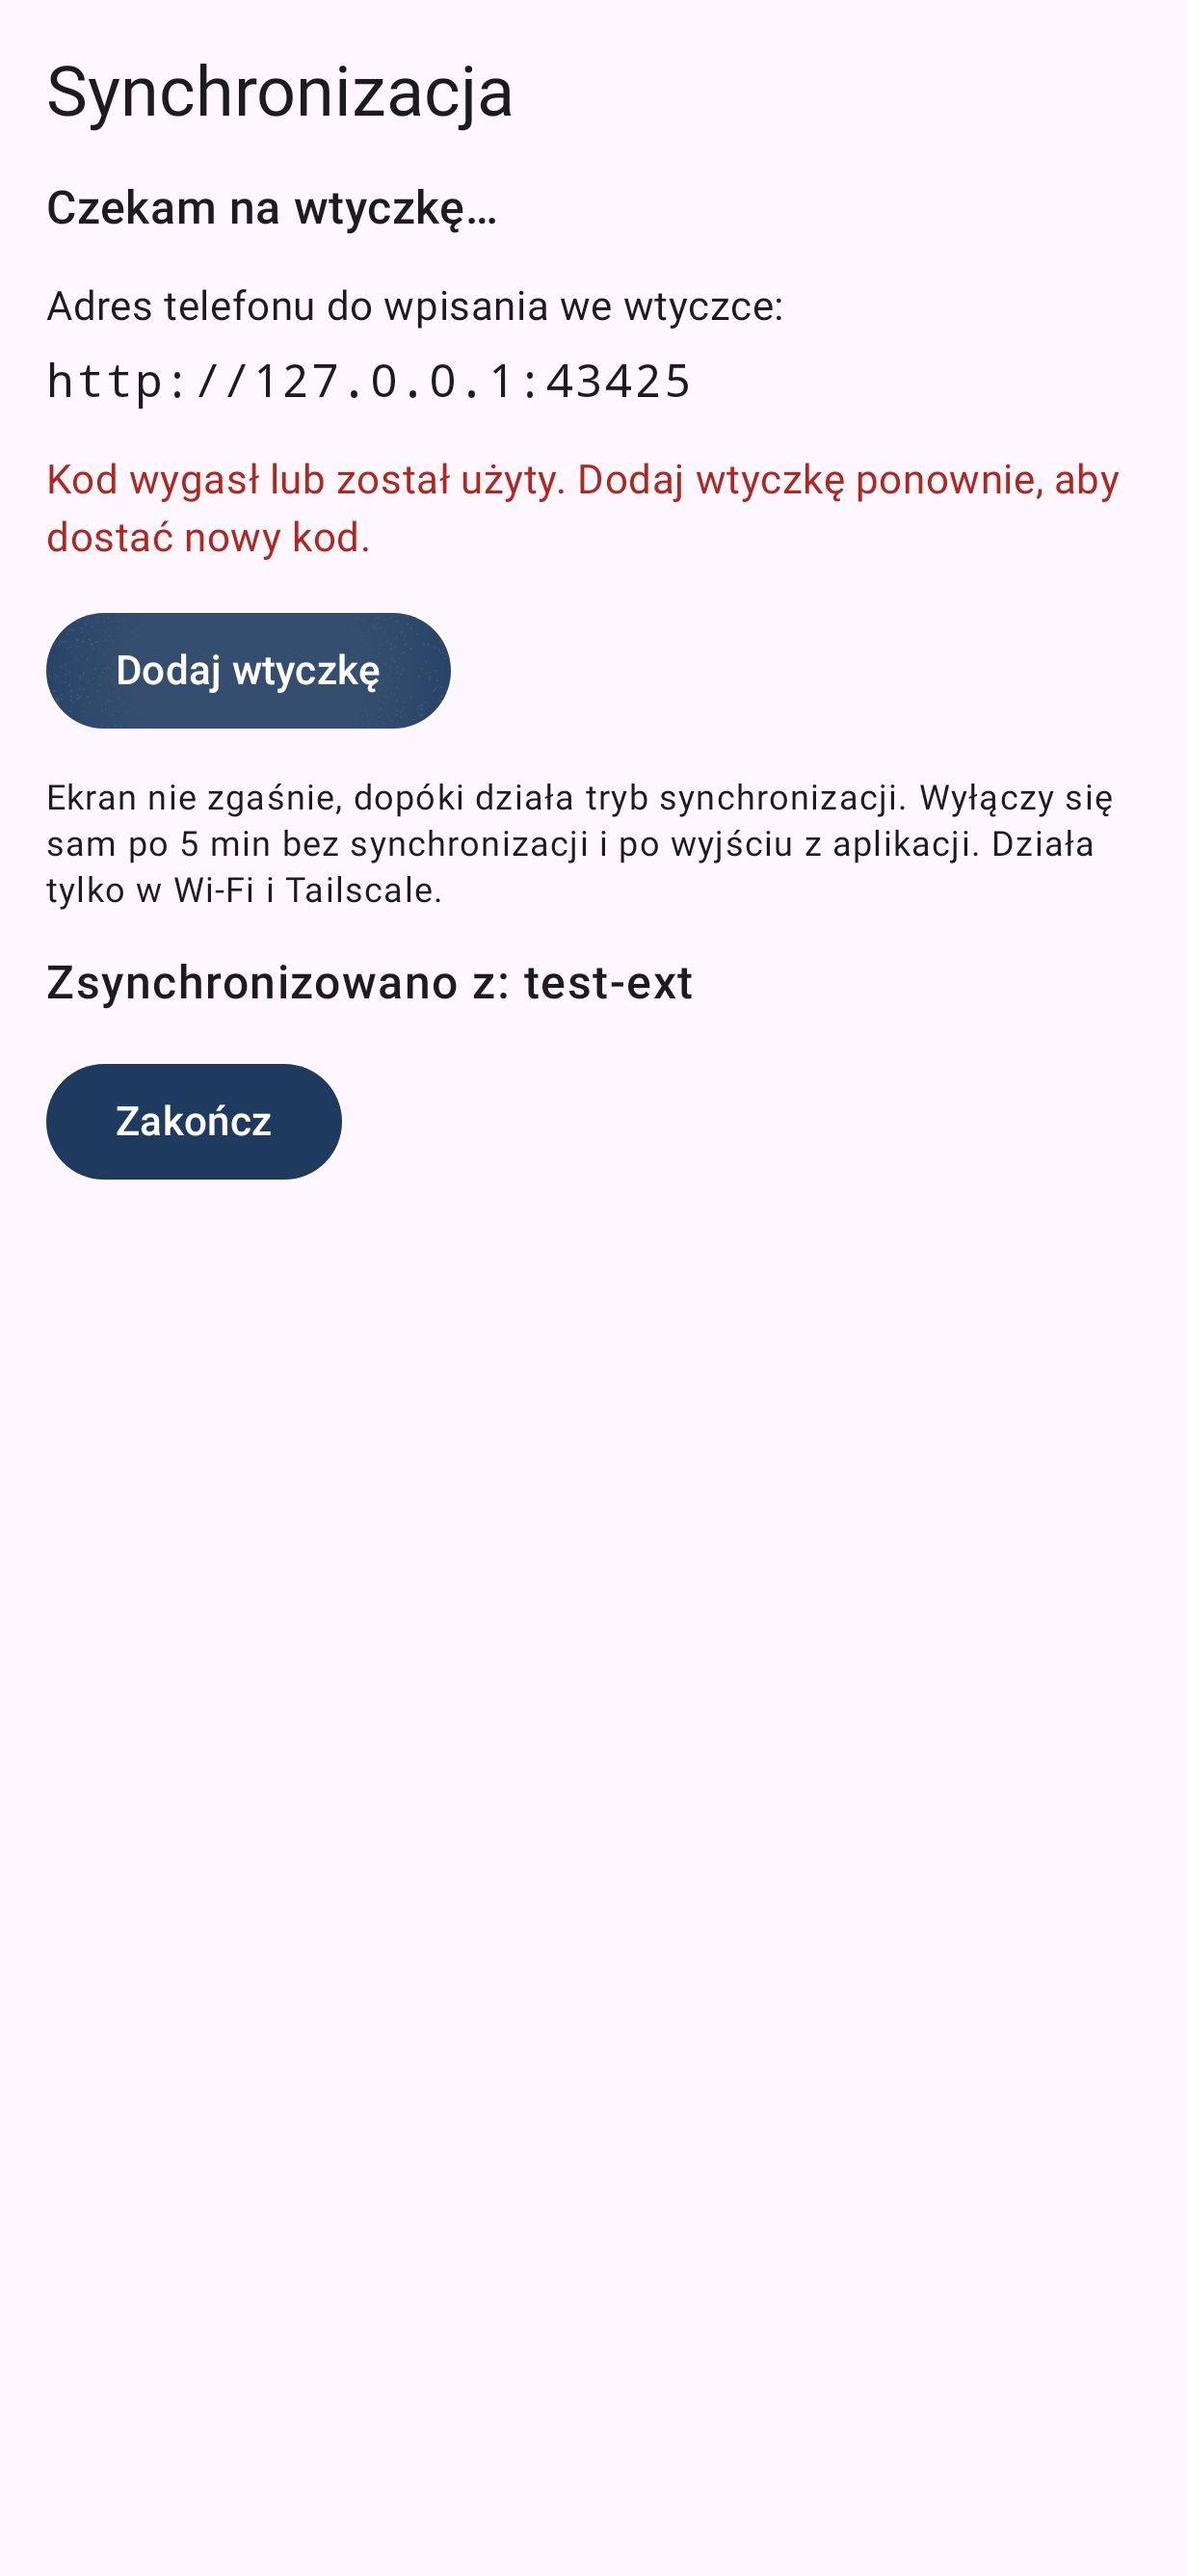 Synchronizacja
Czekam na wtyczkę…
Adres telefonu do wpisania we wtyczce:
http://127.0.0.1:43425
Kod wygasł lub został użyty. Dodaj wtyczkę ponownie, aby
dostać nowy kod.
Dodaj wtyczkę
Ekran nie zgaśnie, dopóki działa tryb synchronizacji. Wyłączy się
sam po 5 min bez synchronizacji i po wyjściu z aplikacji. Działa
tylko w Wi-Fi i Tailscale.
Zsynchronizowano z: test-ext
Zakończ